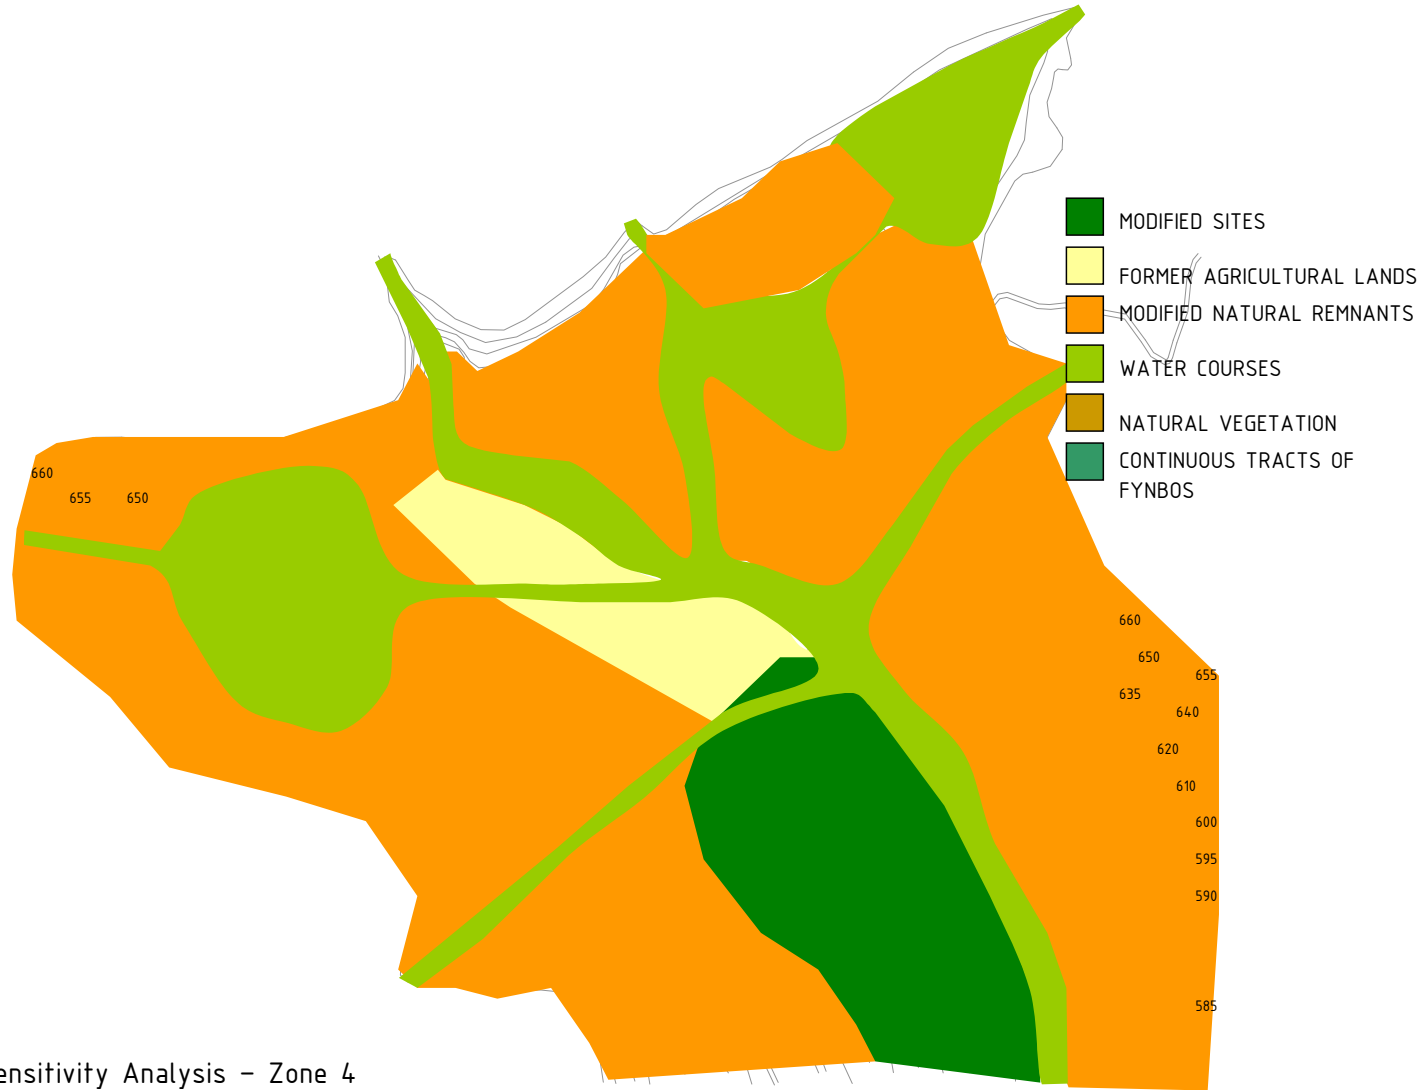 MODIFIED SITES
FORMER AGRICULTURAL LANDS
MODIFIED NATURAL REMNANTS
WATER COURSES
NATURAL VEGETATION
CONTINUOUS TRACTS OF
FYNBOS
660
655 650
660
650
655
635
640
620
610
600
595
590
585
ensitivity Analysis - Zone 4